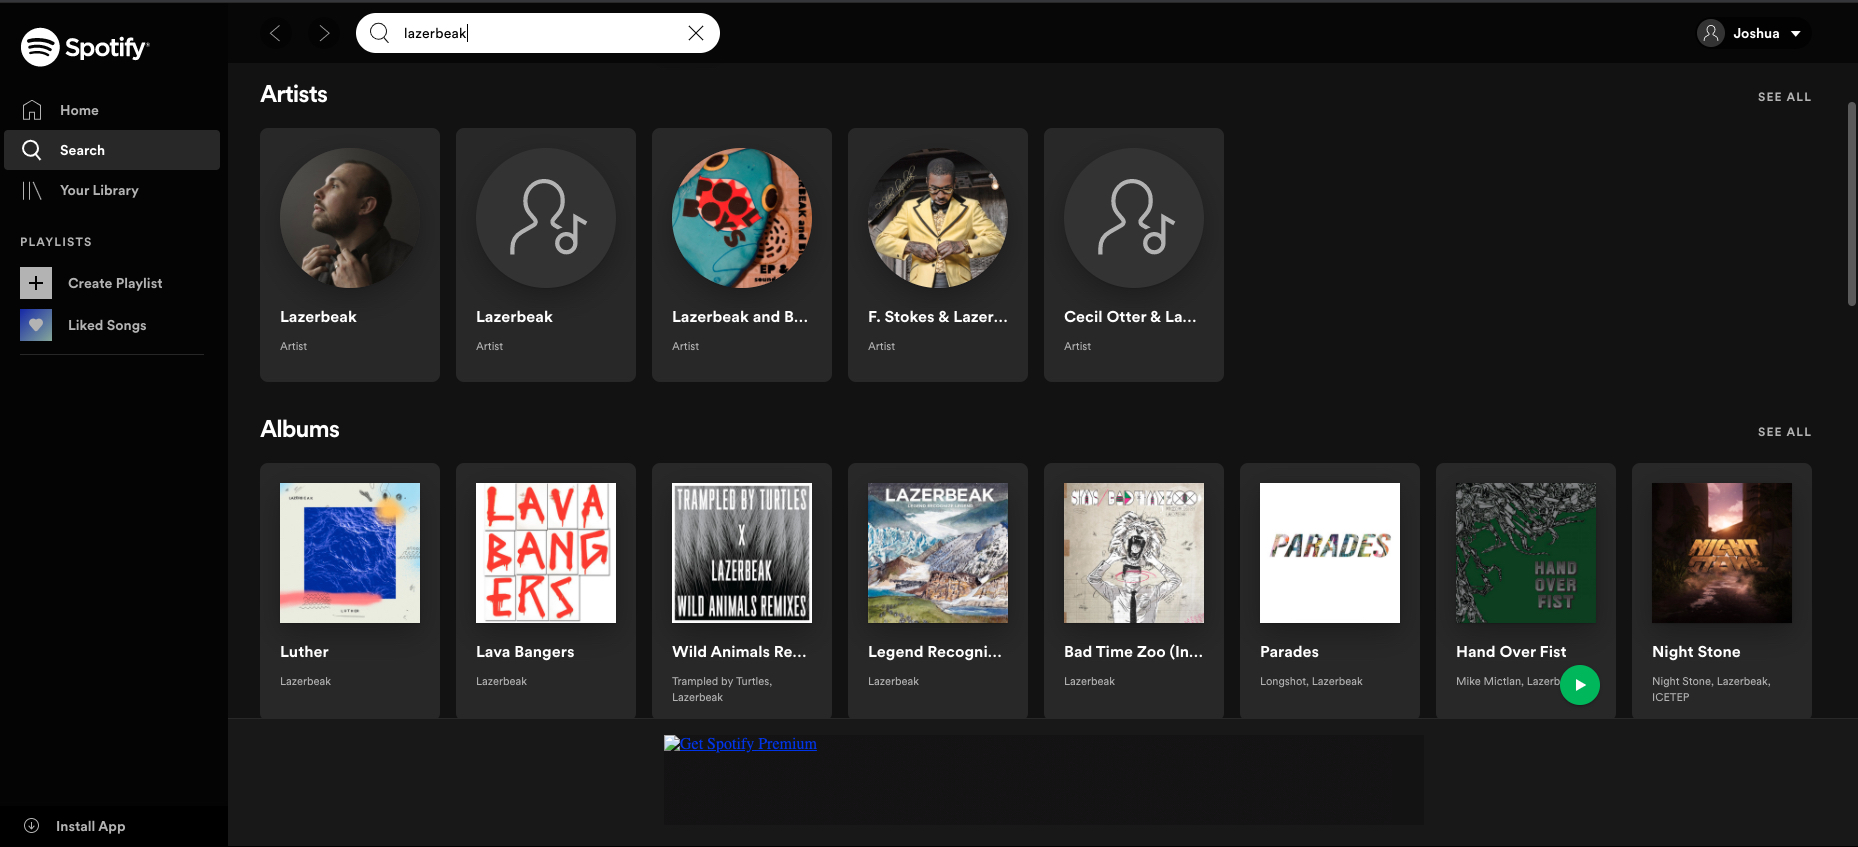 Spotify
lazerbeak
Joshua
Home
Search
Your Library
PLAYLISTS
Create Playlist
Liked Songs
Install App
Artists
SEE ALL
Lazerbeak
Artist
Lazerbeak
Artist
Lazerbeak and B...
Artist
F. Stokes & Lazer...
Artist
Cecil Otter & La...
Artist
Albums
SEE ALL
LUTHER
Luther
Lazerbeak
LAVA
BANG
ERS
Lava Bangers
Lazerbeak
TRAMPLED BY TURTLES
X
LAZERBEAK
WILD ANIMALS REMIXES
Wild Animals Re...
Trampled by Turtles,
Lazerbeak
LAZERBEAK
Legend Recogni...
Lazerbeak
Bad Time Zoo (In...
Lazerbeak
PARADES
Parades
Longshot, Lazerbeak
HAND
OVER
FIST
Hand Over Fist
Mike Mictlan, Lazerb
NIGHT
STONE
Night Stone
Night Stone, Lazerbeak,
ICETEP
Get Spotify Premium